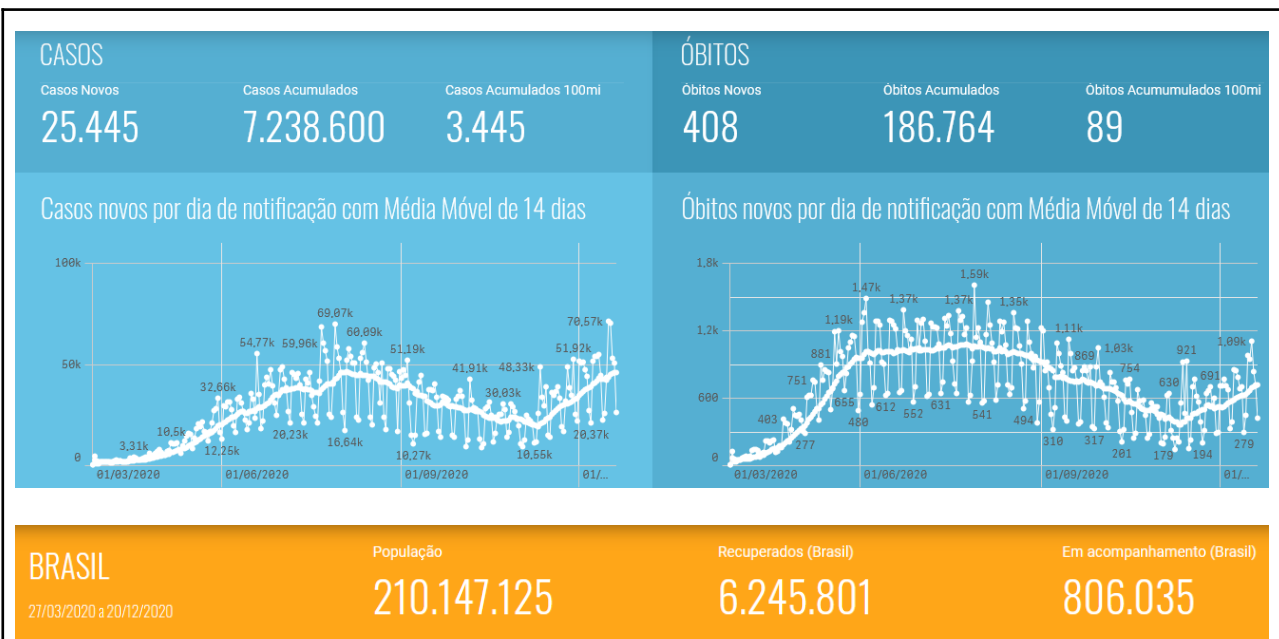 CASOS
Casos Novos
Casos Acumulados
Casos Acumulados 100mi
25.445
7.238.600
3.445
ÓBITOS
Óbitos Novos
Óbitos Acumulados
Óbitos Acumumulados 100mi
408
186.764
89
Casos novos por dia de notificação com Média Móvel de 14 dias
100k
50k
0
3,31k
10,5k
32,66k
12,25k
54,77k
20,23k
59,96k
69,07k
16,64k
60,09k
51,19k
10,27k
41,91k
30,03k
48,33k
10,55k
51,92k
20,37k
70,57k
01/03/2020
01/06/2020
01/09/2020
01/…
Óbitos novos por dia de notificação com Média Móvel de 14 dias
1,8k
1,2k
600
0
403
751
277
881
1,19k
655
480
1,47k
612
1,37k
552
631
1,37k
1,59k
541
1,35k
494
310
1,11k
869
317
1,03k
754
201
630
179
921
194
691
279
1,09k
01/03/2020
01/06/2020
01/09/2020
01/…
BRASIL
27/03/2020 a 20/12/2020
População
210.147.125
Recuperados (Brasil)
6.245.801
Em acompanhamento (Brasil)
806.035